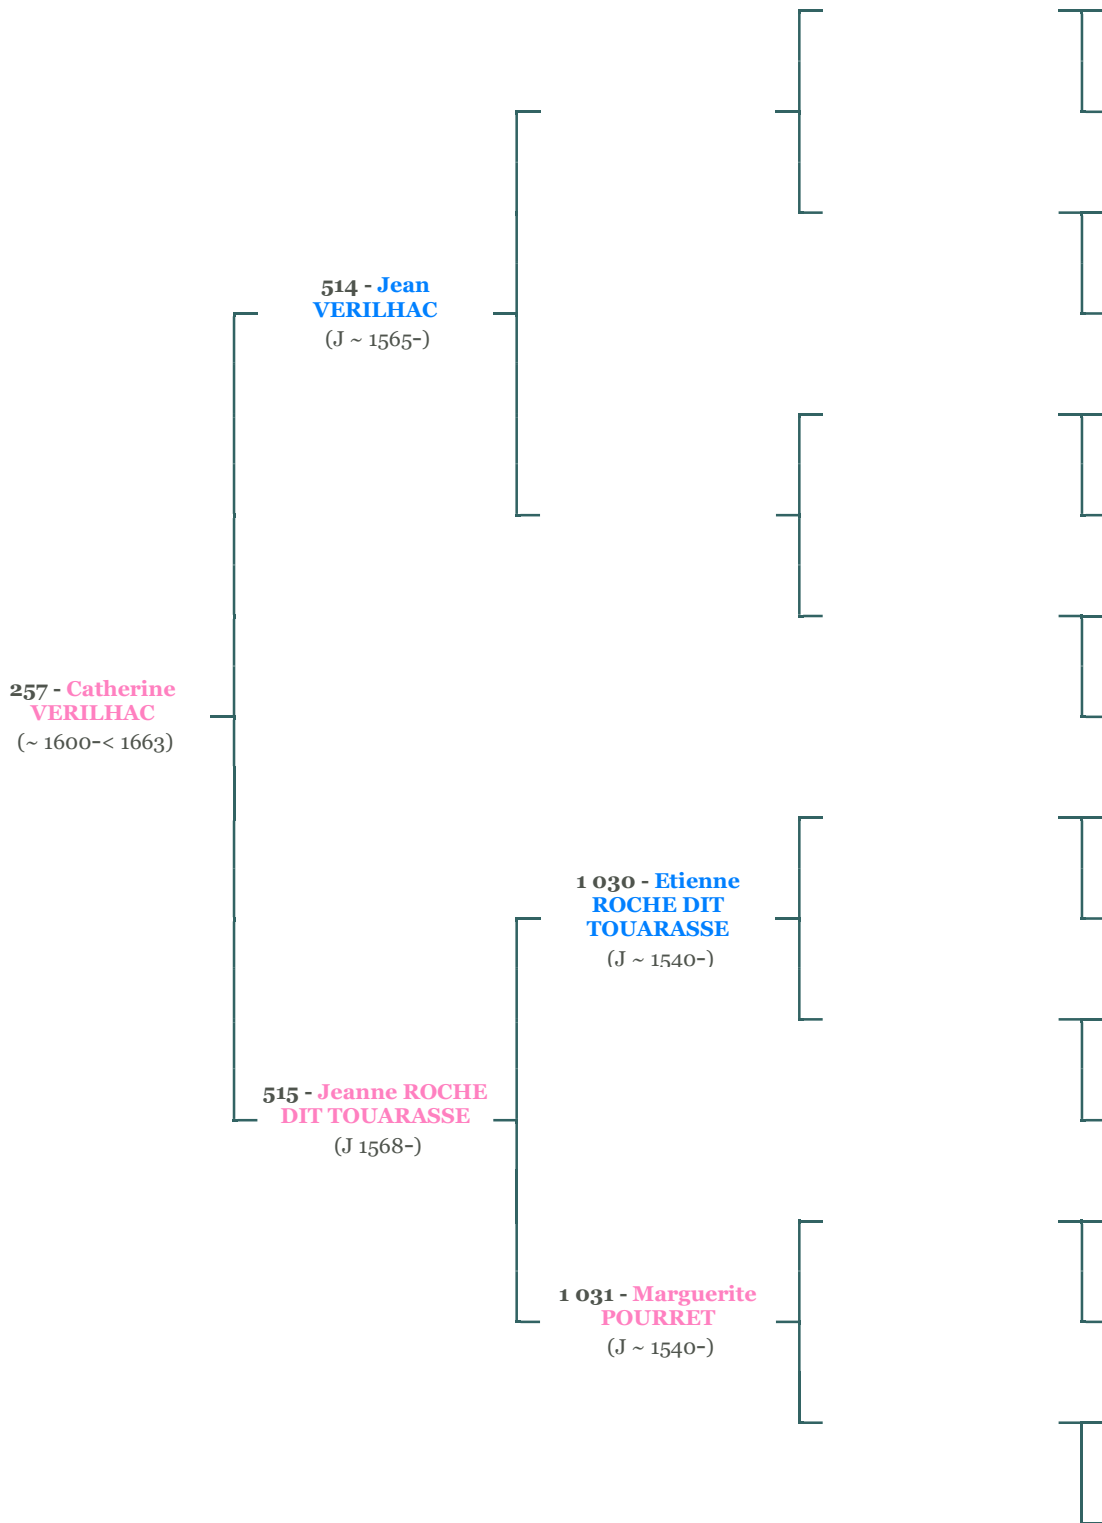 514 - Jean
VERILHAC
(J ~ 1565-)
257 - Catherine
VERILHAC
(~ 1600-< 1663)
1 030 - Etienne
ROCHE DIT
TOUARASSE
(J ~ 1540-)
515 - Jeanne ROCHE
DIT TOUARASSE
(J 1568-)
1 031 - Marguerite
POURRET
(J ~ 1540-)